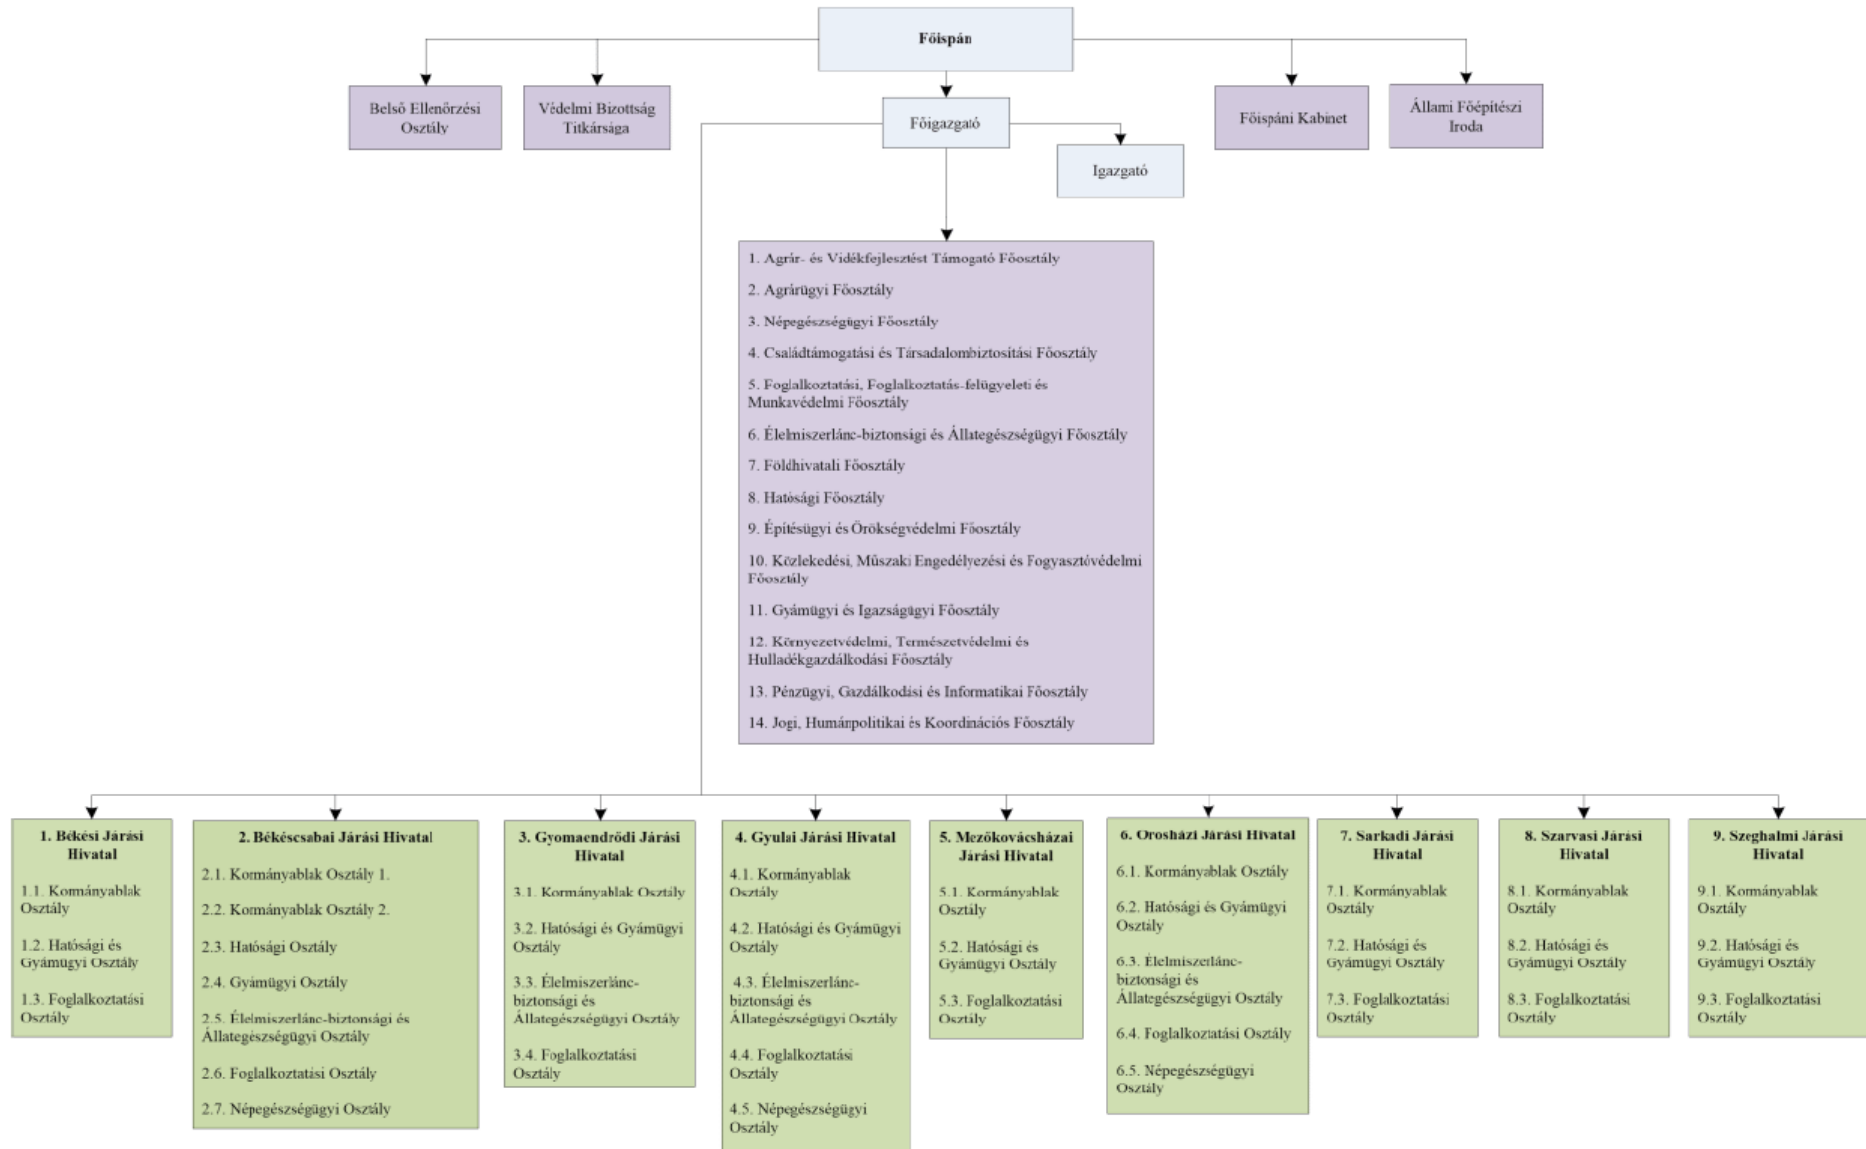 Főispán
Belső Ellenőrzési
Osztály
Védelmi Bizottság
Titkársága
Főigazgató
Igazgató
Főispáni Kabinet
Állami Főépítészi
Iroda
1. Agrár- és Vidékfejlesztést Támogató Főosztály
2. Agrárügyi Főosztály
3. Népegészségügyi Főosztály
4. Családtámogatási és Társadalombiztosítási Főosztály
5. Foglalkoztatási, Foglalkoztatás-felügyeleti és
Munkavédelmi Főosztály
6. Élelmiszerlánc-biztonsági és Állategészségügyi Főosztály
7. Földhivatali Főosztály
8. Hatósági Főosztály
9. Építésügyi és Örökségvédelmi Főosztály
10. Közlekedési, Műszaki Engedélyezési és Fogyasztóvédelmi
Főosztály
11. Gyámügyi és Igazságügyi Főosztály
12. Környezetvédelmi, Természetvédelmi és
Hulladékgazdálkodási Főosztály
13. Pénzügyi, Gazdálkodási és Informatikai Főosztály
14. Jogi, Humánpolitikai és Koordinációs Főosztály
1. Békési Járási
Hivatal
1.1. Kormányablak
Osztály
1.2. Hatósági és
Gyámügyi Osztály
1.3. Foglalkoztatási
Osztály
2. Békéscsabai Járási Hivatal
2.1. Kormányablak Osztály 1.
2.2. Kormányablak Osztály 2.
2.3. Hatósági Osztály
2.4. Gyámügyi Osztály
2.5. Élelmiszerlánc-biztonsági és
Állategészségügyi Osztály
2.6. Foglalkoztatási Osztály
2.7. Népegészségügyi Osztály
3. Gyomaendrődi Járási
Hivatal
3.1. Kormányablak Osztály
3.2. Hatósági és Gyámügyi
Osztály
3.3. Élelmiszerlánc-
biztonsági és
Állategészségügyi Osztály
3.4. Foglalkoztatási
Osztály
4. Gyulai Járási Hivatal
4.1. Kormányablak
Osztály
4.2. Hatósági és Gyámügyi
Osztály
4.3. Élelmiszerlánc-
biztonsági és
Állategészségügyi Osztály
4.4. Foglalkoztatási
Osztály
4.5. Népegészségügyi
Osztály
5. Mezőkovácsházai
Járási Hivatal
5.1. Kormányablak
Osztály
5.2. Hatósági és
Gyámügyi Osztály
5.3. Foglalkoztatási
Osztály
6. Orosházi Járási Hivatal
6.1. Kormányablak Osztály
6.2. Hatósági és Gyámügyi
Osztály
6.3. Élelmiszerlánc-
biztonsági és
Állategészségügyi Osztály
6.4. Foglalkoztatási Osztály
6.5. Népegészségügyi
Osztály
7. Sarkadi Járási
Hivatal
7.1. Kormányablak
Osztály
7.2. Hatósági és
Gyámügyi Osztály
7.3. Foglalkoztatási
Osztály
8. Szarvasi Járási
Hivatal
8.1. Kormányablak
Osztály
8.2. Hatósági és
Gyámügyi Osztály
8.3. Foglalkoztatási
Osztály
9. Szeghalmi Járási
Hivatal
9.1. Kormányablak
Osztály
9.2. Hatósági és
Gyámügyi Osztály
9.3. Foglalkoztatási
Osztály